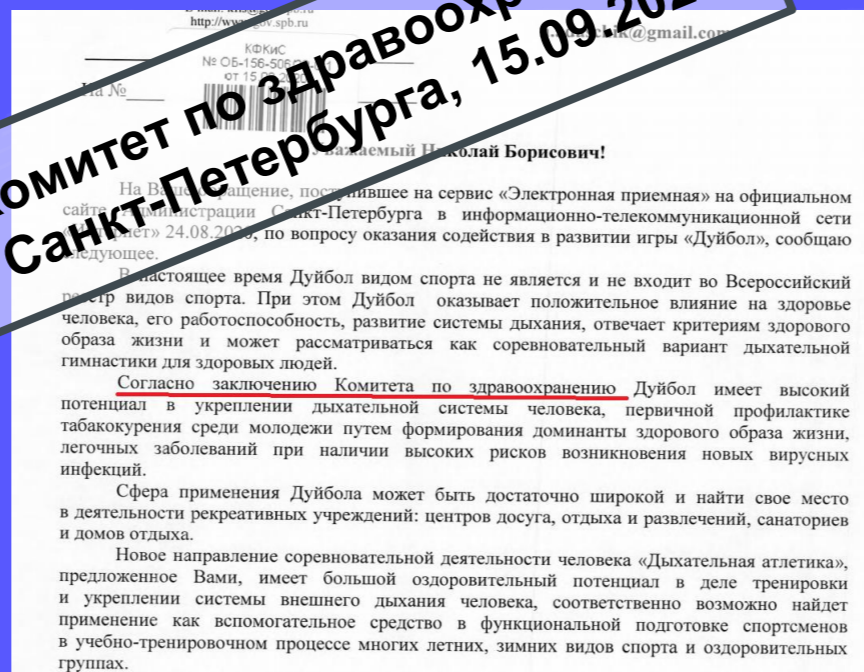 http://www.gov.spb.ru
@gmail.com
КФКиС
№ ОБ-156-506
от 15.09.2020
На №
Комитет по здравоохр
Санкт-Петербурга, 15.09.202
Уважаемый Николай Борисович!
На Ваше обращение, поступившее на сервис «Электронная приемная» на официальном
сайте Администрации Санкт-Петербурга в информационно-телекоммуникационной сети
«Интернет» 24.08.2020, по вопросу оказания содействия в развитии игры «Дуйбол», сообщаю
следующее.
В настоящее время Дуйбол видом спорта не является и не входит во Всероссийский
реестр видов спорта. При этом Дуйбол оказывает положительное влияние на здоровье
человека, его работоспособность, развитие системы дыхания, отвечает критериям здорового
образа жизни и может рассматриваться как соревновательный вариант дыхательной
гимнастики для здоровых людей.
Согласно заключению Комитета по здравоохранению Дуйбол имеет высокий
потенциал в укреплении дыхательной системы человека, первичной профилактике
табакокурения среди молодежи путем формирования доминанты здорового образа жизни,
легочных заболеваний при наличии высоких рисков возникновения новых вирусных
инфекций.
Сфера применения Дуйбола может быть достаточно широкой и найти свое место
в деятельности рекреативных учреждений: центров досуга, отдыха и развлечений, санаториев
и домов отдыха.
Новое направление соревновательной деятельности человека «Дыхательная атлетика»,
предложенное Вами, имеет большой оздоровительный потенциал в деле тренировки
и укреплении системы внешнего дыхания человека, соответственно возможно найдет
применение как вспомогательное средство в функциональной подготовке спортсменов
в учебно-тренировочном процессе многих летних, зимних видов спорта и оздоровительных
группах.